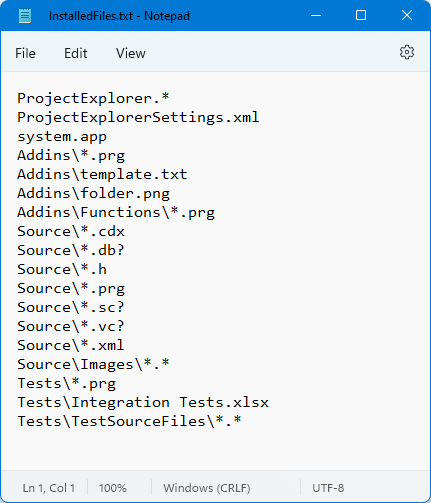 InstalledFiles.txt - Notepad
File Edit View
ProjectExplorer.*
ProjectExplorerSettings.xml
system.app
Addins\*.prg
Addins\template.txt
Addins\folder.png
Addins\Functions\*.prg
Source\*.cdx
Source\*.db?
Source\*.h
Source\*.prg
Source\*.sc?
Source\*.vc?
Source\*.xml
Source\Images\*.*
Tests\*.prg
Tests\Integration Tests.xlsx
Tests\TestSourceFiles\*.*
Ln 1, Col 1 100% Windows (CRLF) UTF-8